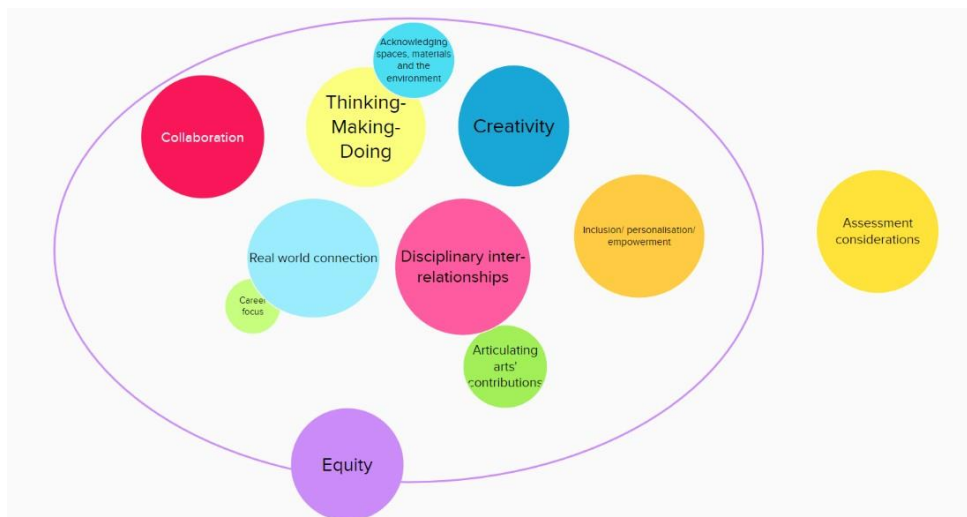 Acknowledging
spaces, materials
and the
environment
Thinking-
Making-
Doing
Creativity
Collaboration
Inclusion/ personalisation/
empowerment
Assessment
considerations
Real world connection
Disciplinary inter-
relationships
Career
focus
Articulating
arts'
contributions
Equity